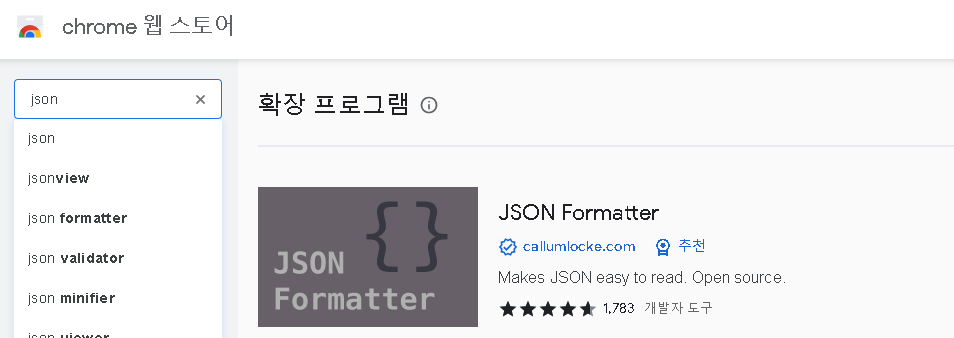 chrome 웹 스토어
json
json
jsonview
json formatter
json validator
json minifier
json viewer
확장 프로그램
{}
JSON
Formatter
JSON Formatter
callumlocke.com 추천
Makes JSON easy to read. Open source.
1,783 개발자 도구